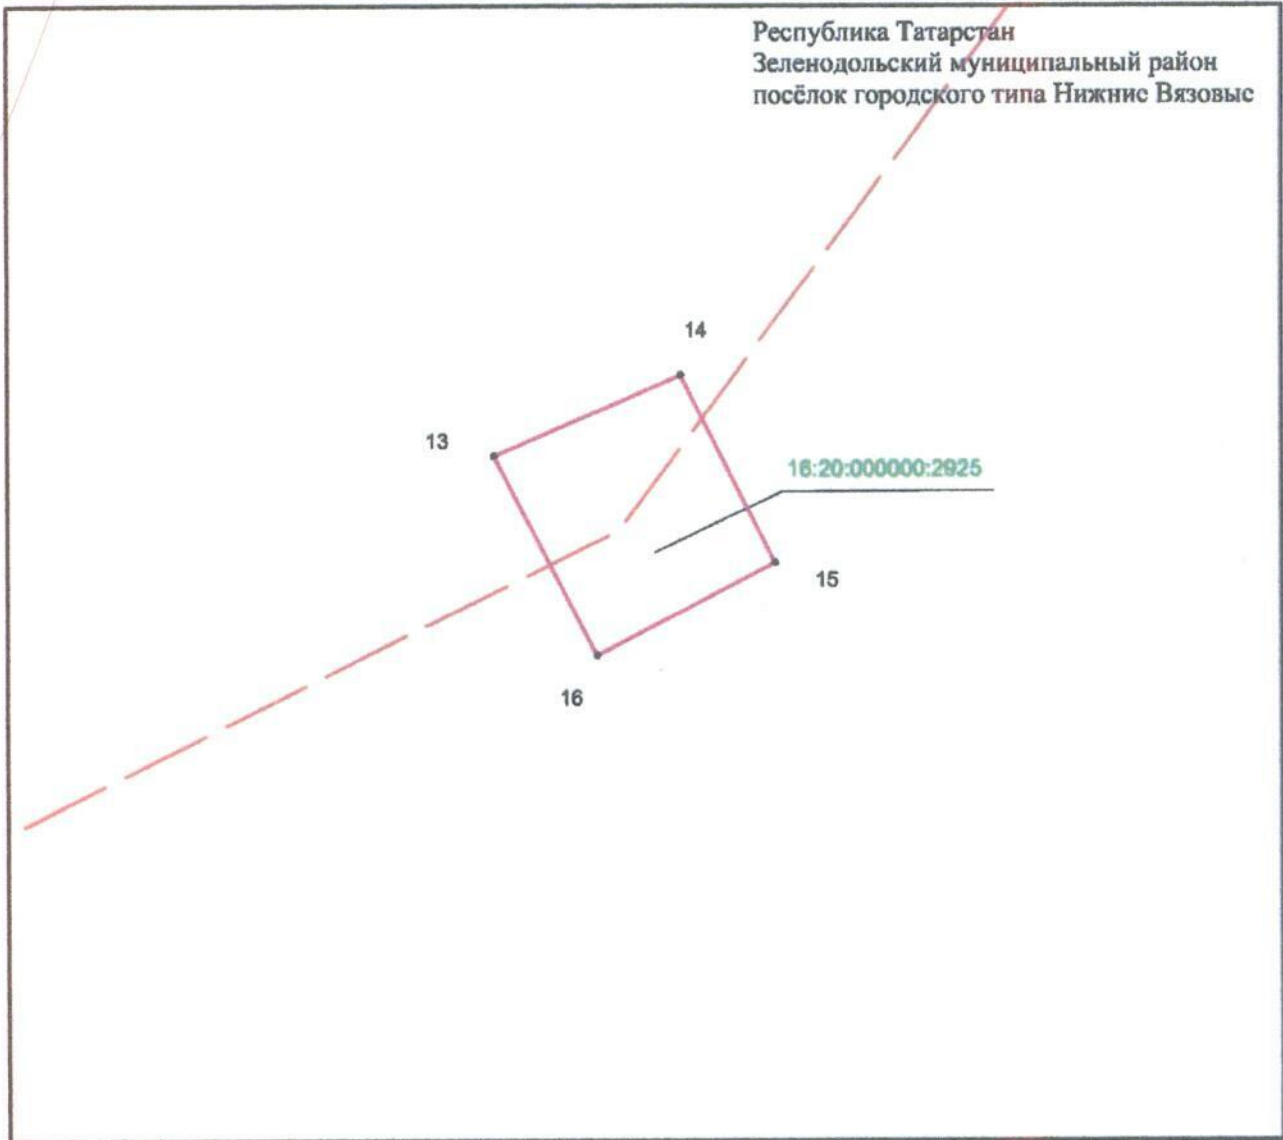 Республика Татарстан
Зеленодольский муниципальный район
посёлок городского типа Нижние Вязовые
14
13
16:20:000000:2925
15
16